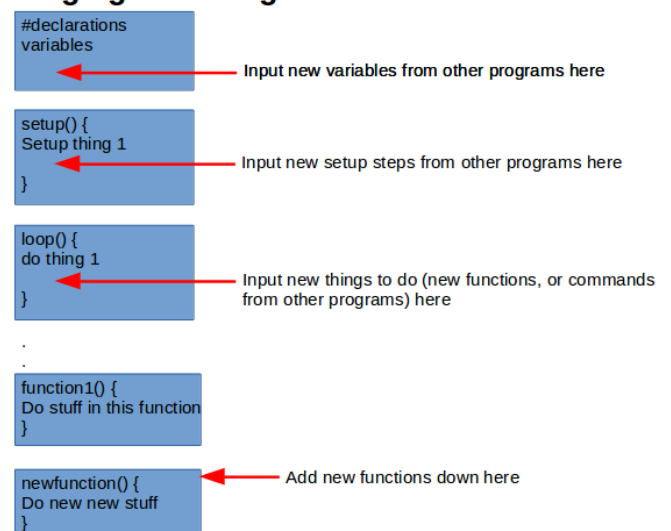 #declarations
variables
Input new variables from other programs here
setup() {
Setup thing 1
Input new setup steps from other programs here
}
loop() {
do thing 1
Input new things to do (new functions, or commands
from other programs) here
}
.
.
function1() {
Do stuff in this function
}
newfunction() {
Add new functions down here
Do new new stuff
}